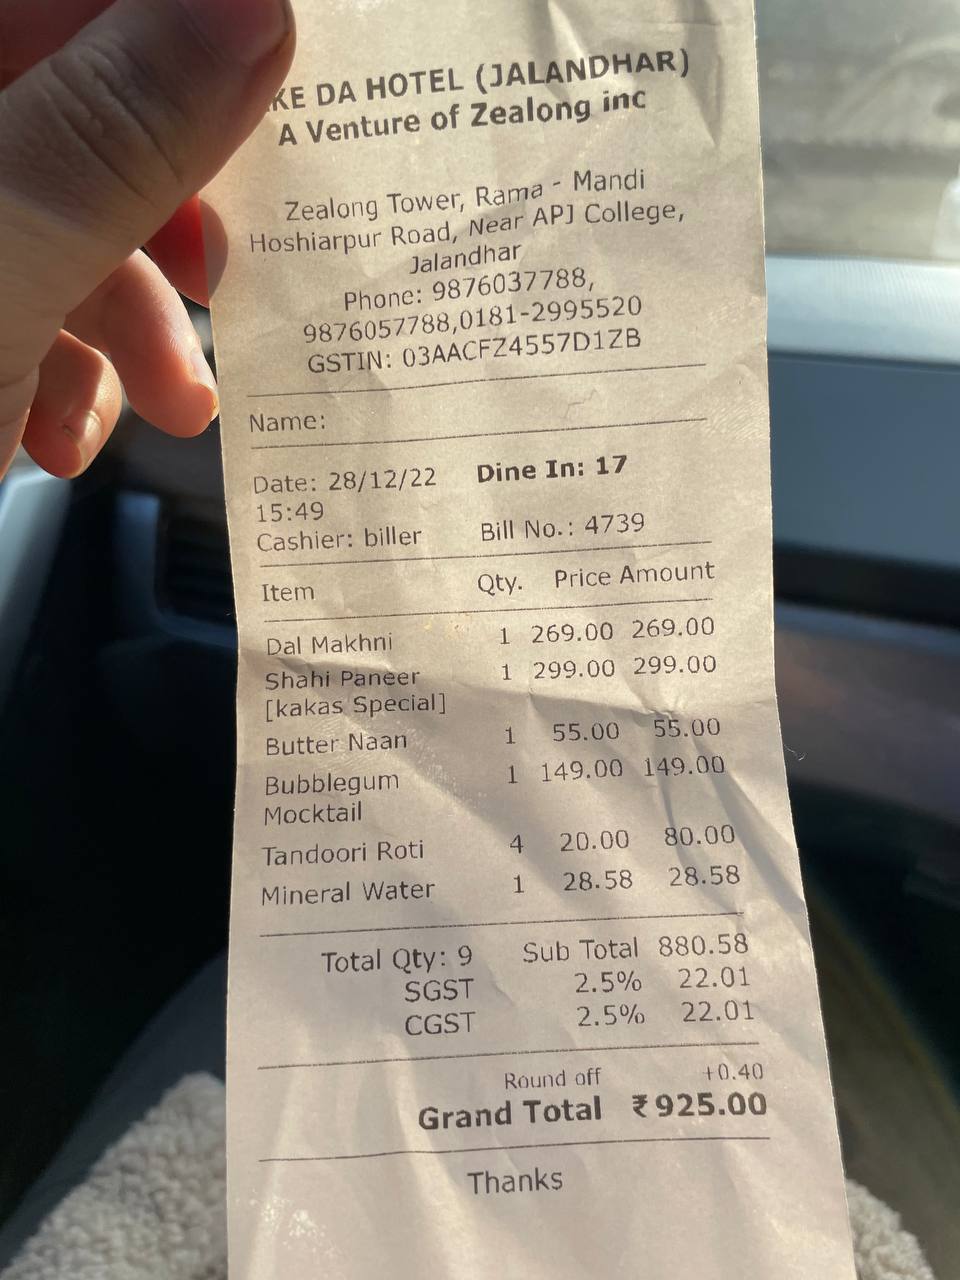 DA HOTEL (JALANDHAR)
A Venture of Zealong inc
Zealong Tower, Rama - Mandi
Hoshiarpur Road, Near APJ College,
Jalandhar
Phone: 9876037788,
9876057788,0181-2995520
GSTIN: 03AACFZ4557D1ZB
Name:
Date: 28/12/22 Dine In: 17
15:49
Cashier: biller Bill No.: 4739
Item Qty. Price Amount
Dal Makhni 1 269.00 269.00
Shahi Paneer 1 299.00 299.00
[kakas Special]
Butter Naan 1 55.00 55.00
Bubblegum 1 149.00 149.00
Mocktail
Tandoori Roti 4 20.00 80.00
Mineral Water 1 28.58 28.58
Total Qty: 9 Sub Total 880.58
SGST 2.5% 22.01
CGST 2.5% 22.01
Round off +0.40
Grand Total ₹925.00
Thanks